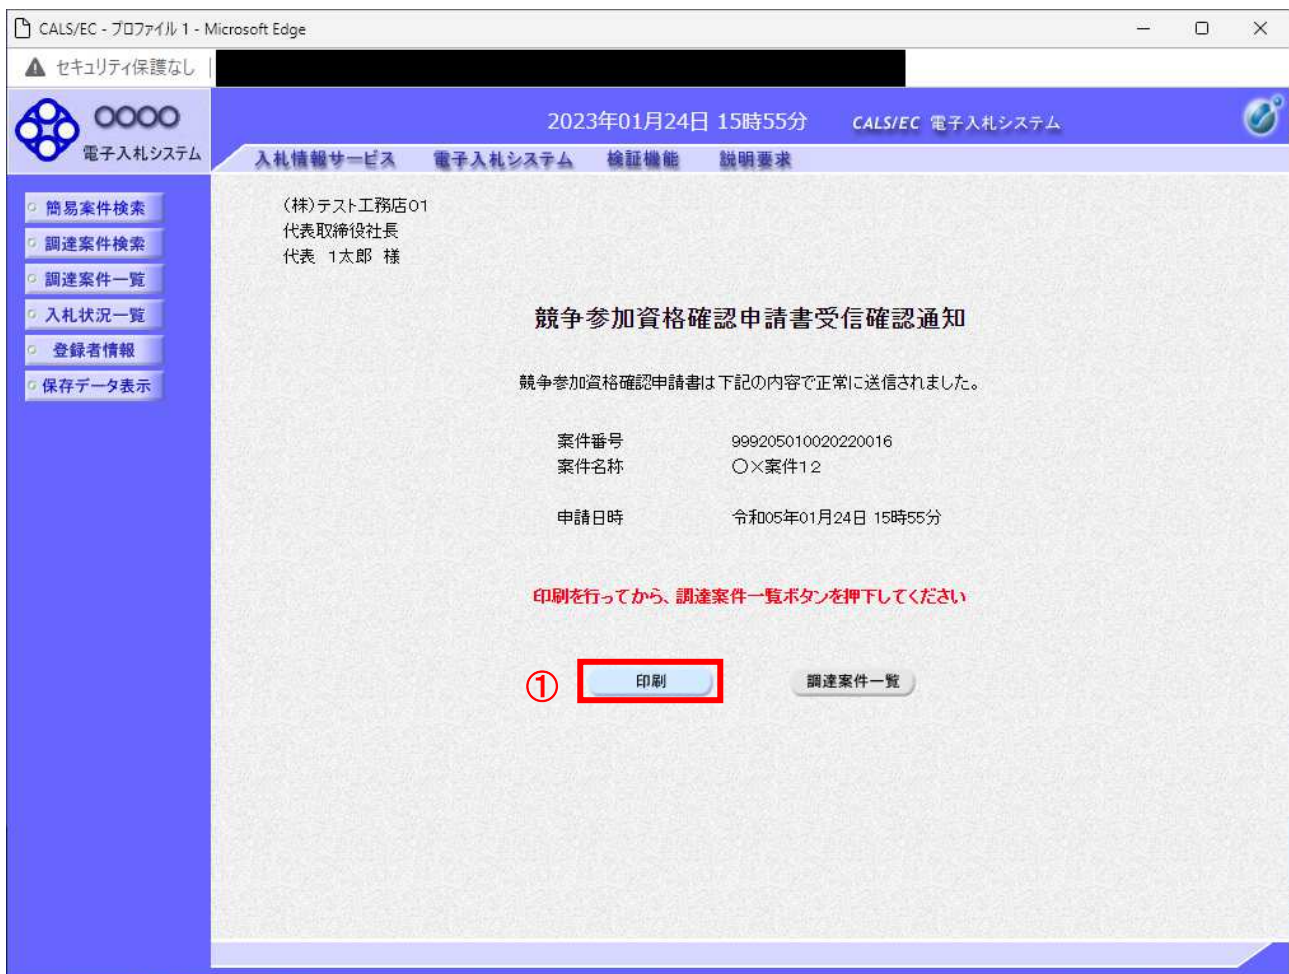 CALS/EC - プロファイル 1 - Microsoft Edge
セキュリティ保護なし
○○○○
電子入札システム
2023年01月24日 15時55分 CALS/EC 電子入札システム
入札情報サービス 電子入札システム 検証機能 説明要求
簡易案件検索
調達案件検索
調達案件一覧
入札状況一覧
登録者情報
保存データ表示
(株)テスト工務店01
代表取締役社長
代表 1太郎 様
競争参加資格確認申請書受信確認通知
競争参加資格確認申請書は下記の内容で正常に送信されました。
案件番号 999205010020220016
案件名称 ○×案件12
申請日時 令和05年01月24日 15時55分
印刷を行ってから、調達案件一覧ボタンを押下してください
① 印刷 調達案件一覧